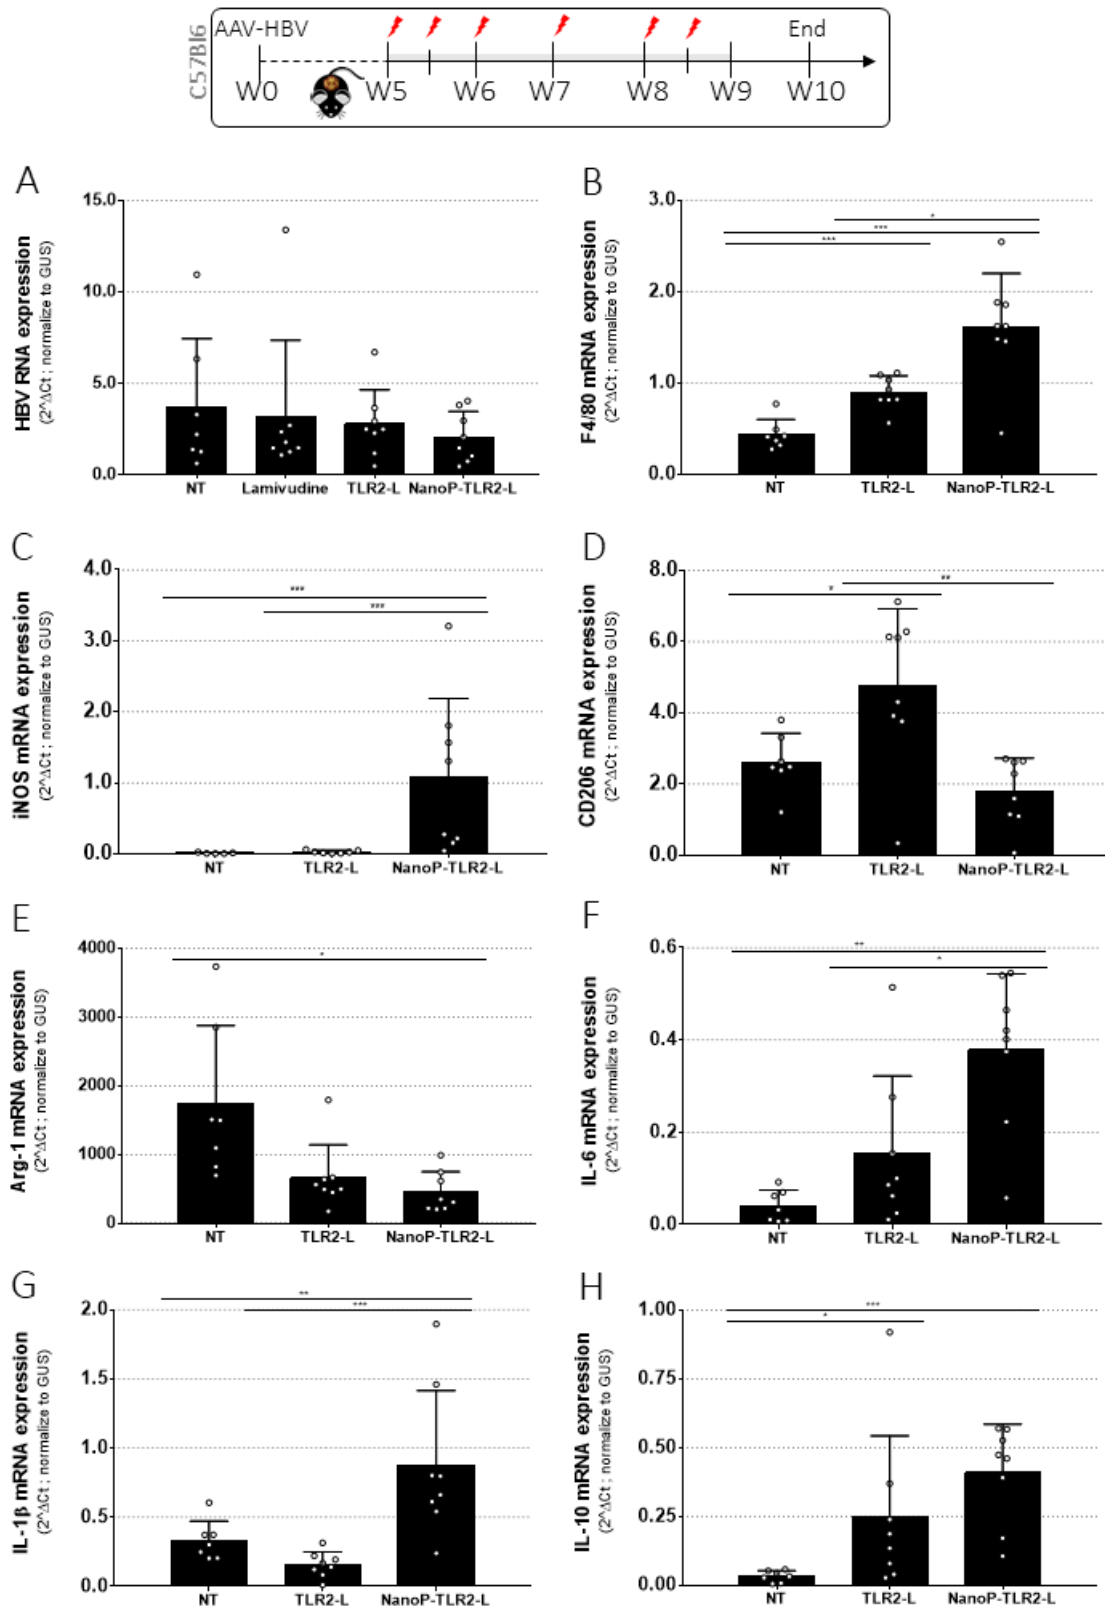 C57Bl6
AAV-HBV End
W0 W5 W6 W7 W8 W9 W10
A
HBV RNA expression
(2^ΔCt ; normalize to GUS)
15.0
10.0
5.0
0.0
NT Lamivudine TLR2-L NanoP-TLR2-L
B
F4/80 mRNA expression
(2^ΔCt ; normalize to GUS)
3.0
2.0
1.0
0.0
*
***
***
NT TLR2-L NanoP-TLR2-L
C
iNOS mRNA expression
(2^ΔCt ; normalize to GUS)
4.0
3.0
2.0
1.0
0.0
***
***
NT TLR2-L NanoP-TLR2-L
D
CD206 mRNA expression
(2^ΔCt ; normalize to GUS)
8.0
6.0
4.0
2.0
0.0
**
*
NT TLR2-L NanoP-TLR2-L
E
Arg-1 mRNA expression
(2^ΔCt ; normalize to GUS)
4000
3000
2000
1000
0
*
NT TLR2-L NanoP-TLR2-L
F
IL-6 mRNA expression
(2^ΔCt ; normalize to GUS)
0.6
0.4
0.2
0.0
**
*
NT TLR2-L NanoP-TLR2-L
G
IL-1β mRNA expression
(2^ΔCt ; normalize to GUS)
2.0
1.5
1.0
0.5
0.0
**
***
NT TLR2-L NanoP-TLR2-L
H
IL-10 mRNA expression
(2^ΔCt ; normalize to GUS)
1.00
0.75
0.50
0.25
0.00
***
*
NT TLR2-L NanoP-TLR2-L